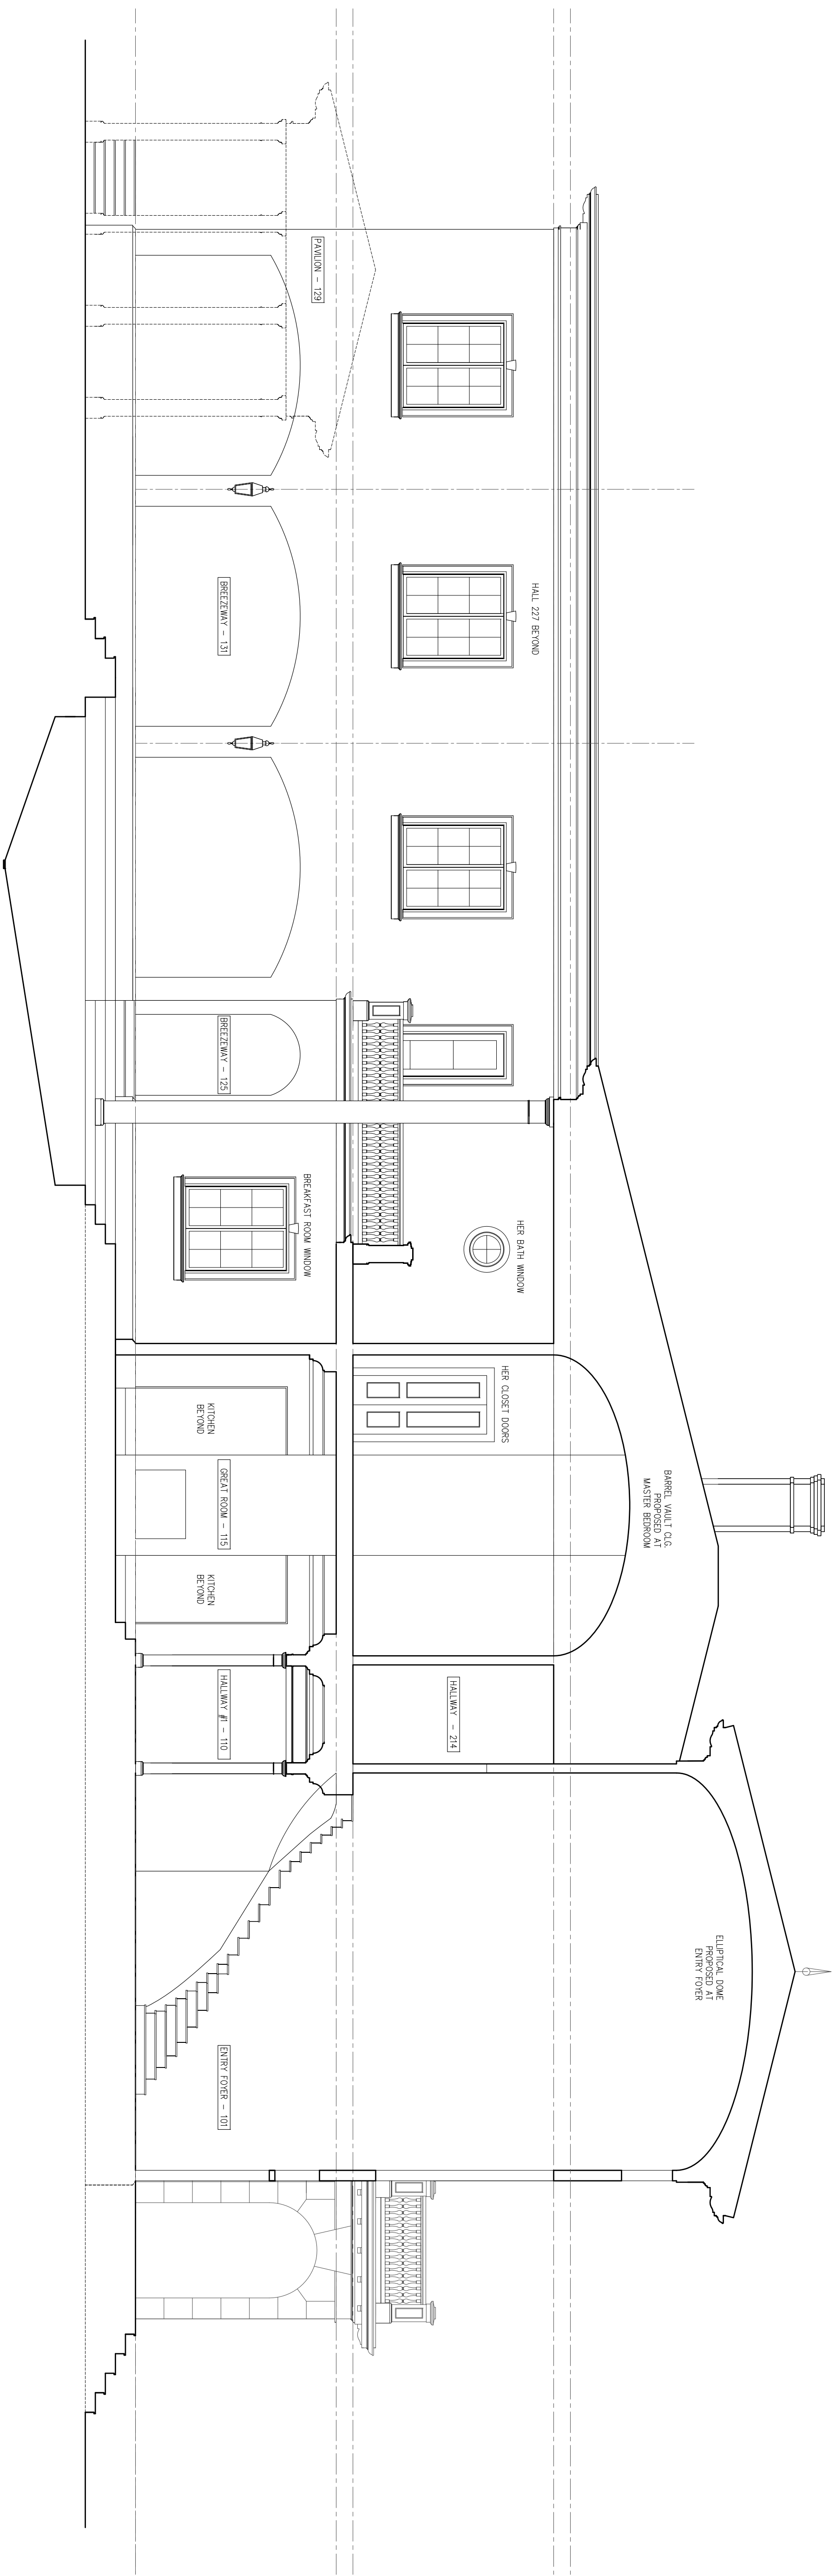 PAVILION - 129
HALL 227 BEYOND
BREEZEWAY - 131
BREEZEWAY - 125
BREAKFAST ROOM WINDOW
HER BATH WINDOW
HER CLOSET DOORS
BARREL VAULT CLG.
PROPOSED AT
MASTER BEDROOM
KITCHEN
BEYOND
GREAT ROOM - 115
KITCHEN
BEYOND
HALLWAY #1 - 110
HALLWAY - 214
ELLIPTICAL DOME
PROPOSED AT
ENTRY FOYER
ENTRY FOYER - 101